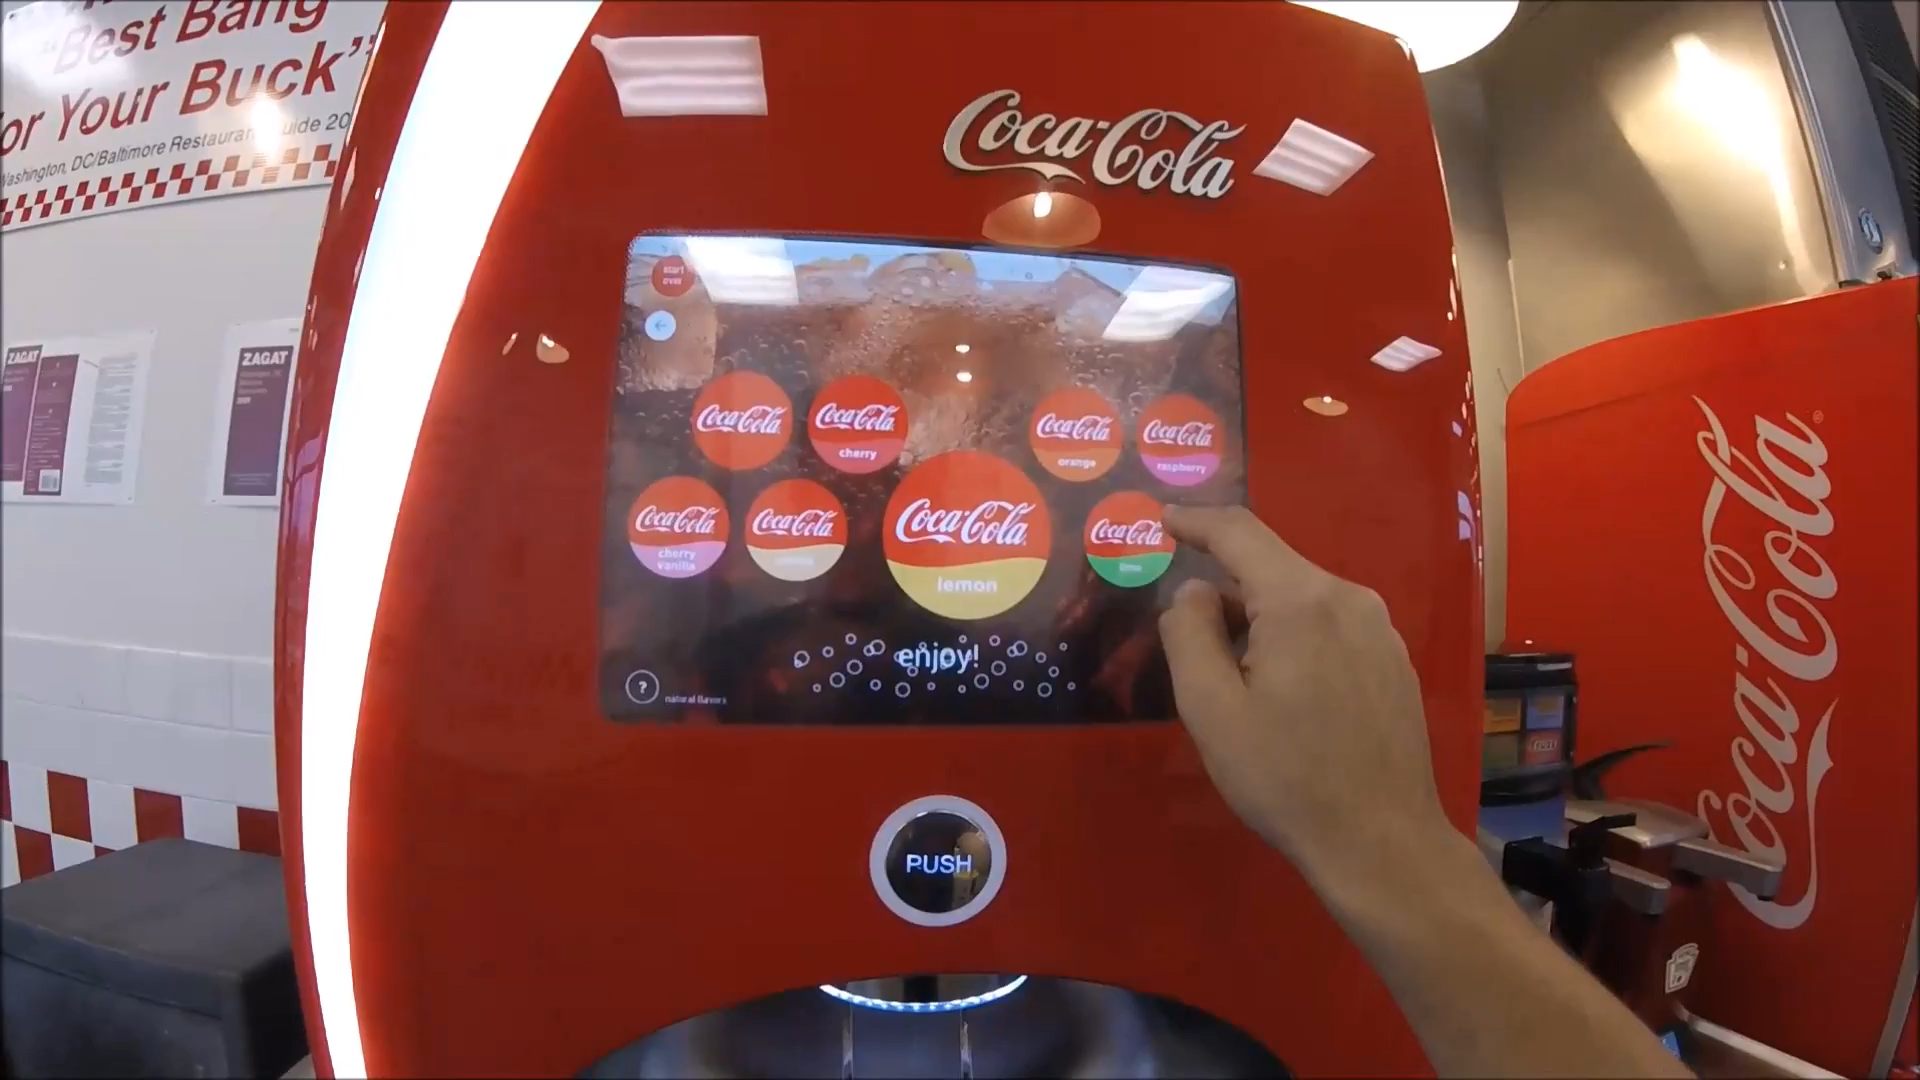 "Best Bang
For Your Buck"
Washington, DC/Baltimore Restaurant Guide 20
ZAGAT
ZAGAT
Coca-Cola
start
over
Coca-Cola
Coca-Cola
cherry
Coca-Cola
orange
Coca-Cola
raspberry
Coca-Cola
cherry
vanilla
Coca-Cola
Coca-Cola
lemon
Coca-Cola
lime
enjoy!
?
natural flavors
PUSH
Coca-Cola